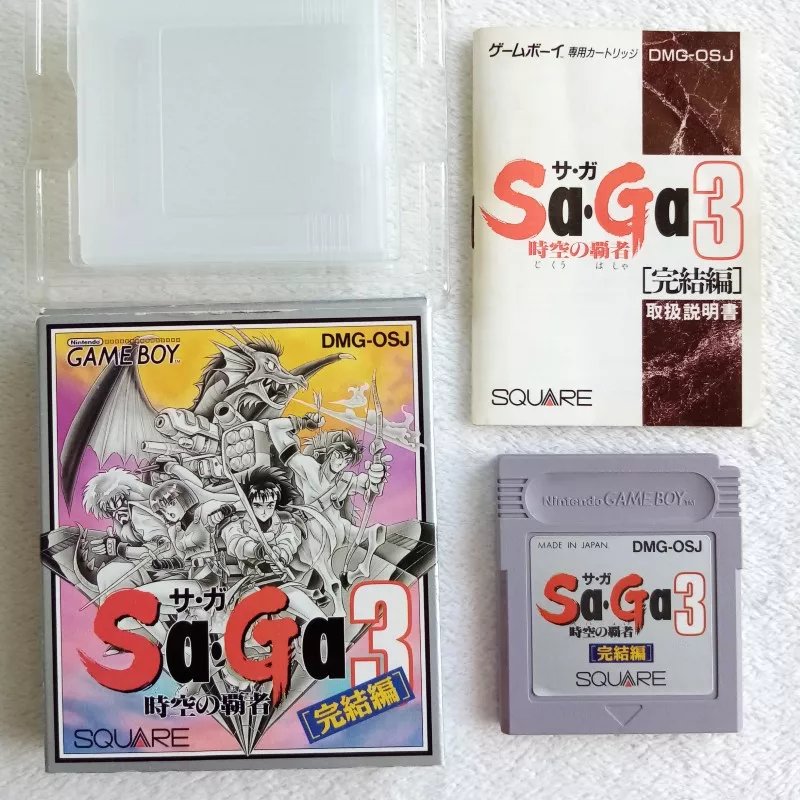 ゲームボーイ™専用カートリッジ DMG-OSJ
サ・ガ
Sa・Ga3
時空の覇者
じくう はしゃ
[完結編]
取扱説明書
SQUARE
Nintendo
GAME BOY™
DMG-OSJ
サ・ガ
Sa・Ga3
時空の覇者
[完結編]
SQUARE
Nintendo GAME BOY™
MADE IN JAPAN DMG-OSJ
サ・ガ
Sa・Ga3
時空の覇者
[完結編]
SQUARE